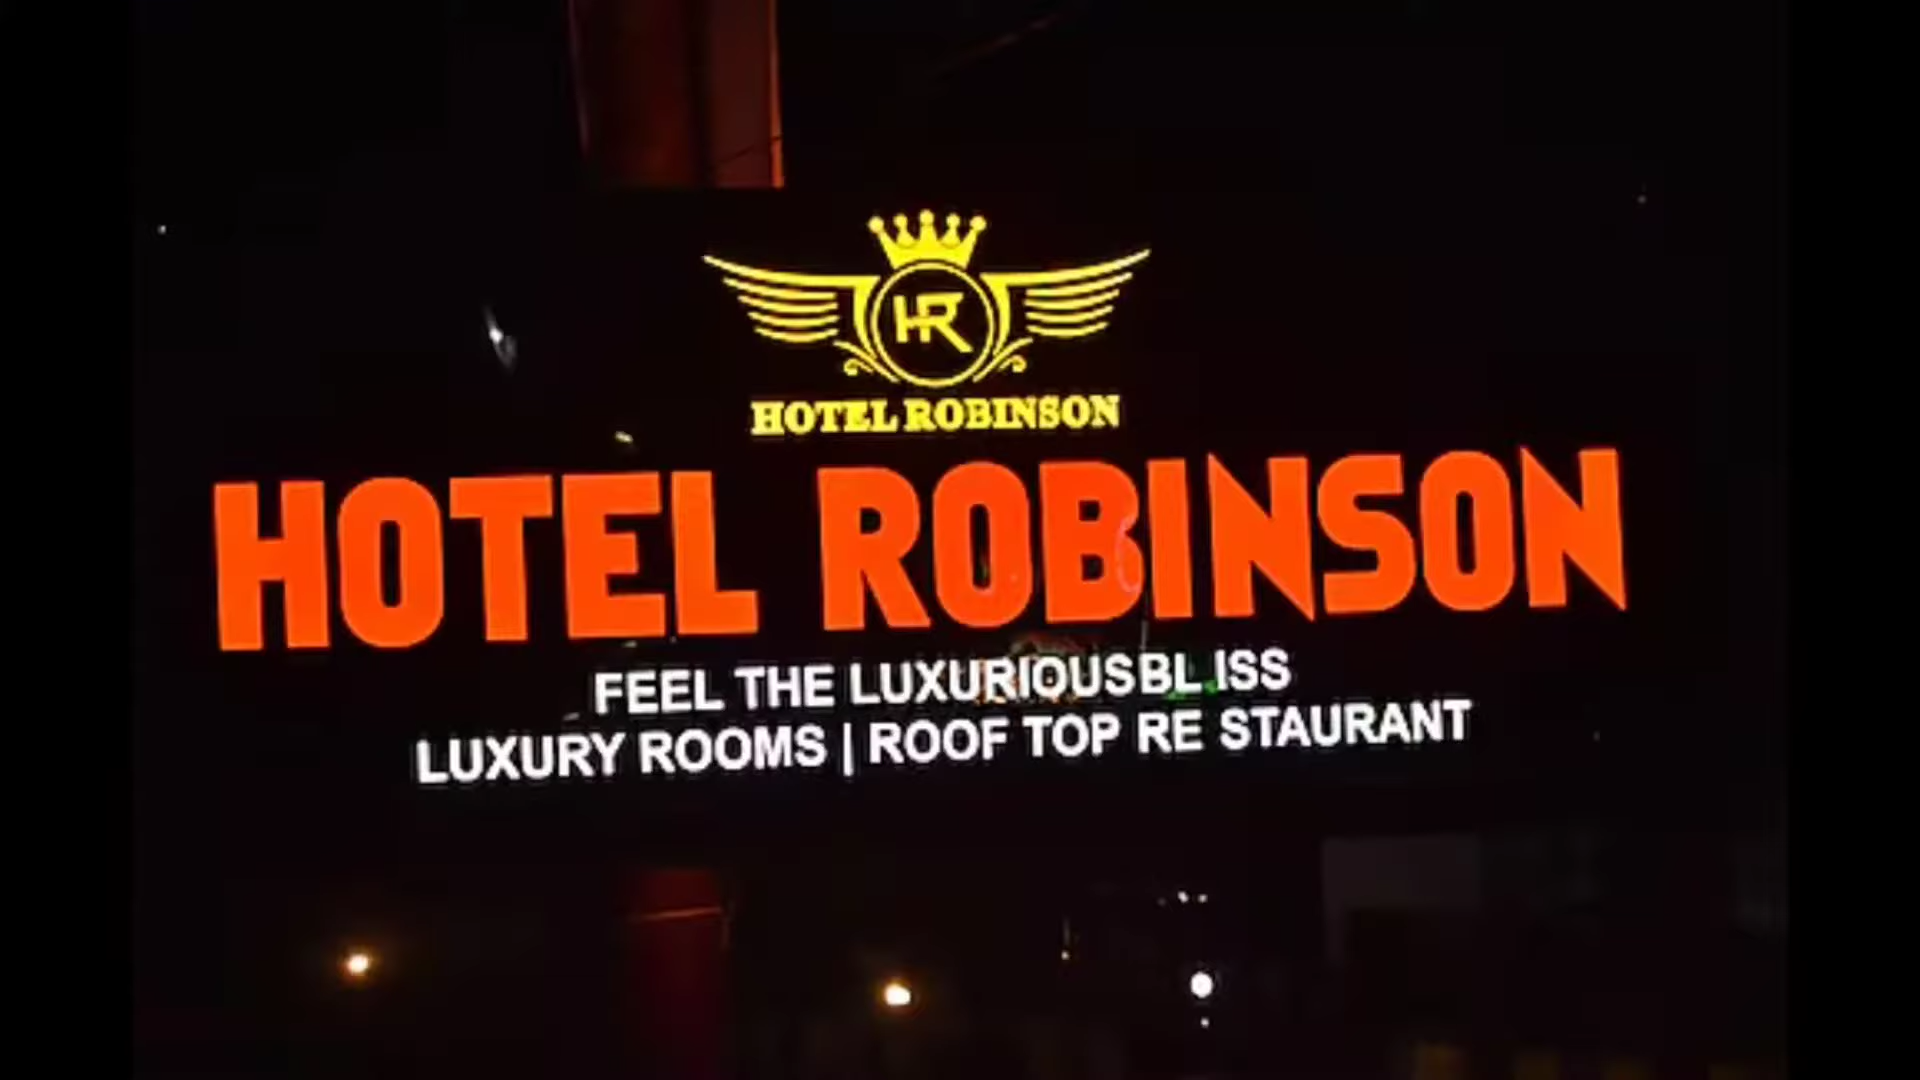 HR
HOTEL ROBINSON
HOTEL ROBINSON
FEEL THE LUXURIOUSBL ISS
LUXURY ROOMS | ROOF TOP RE STAURANT